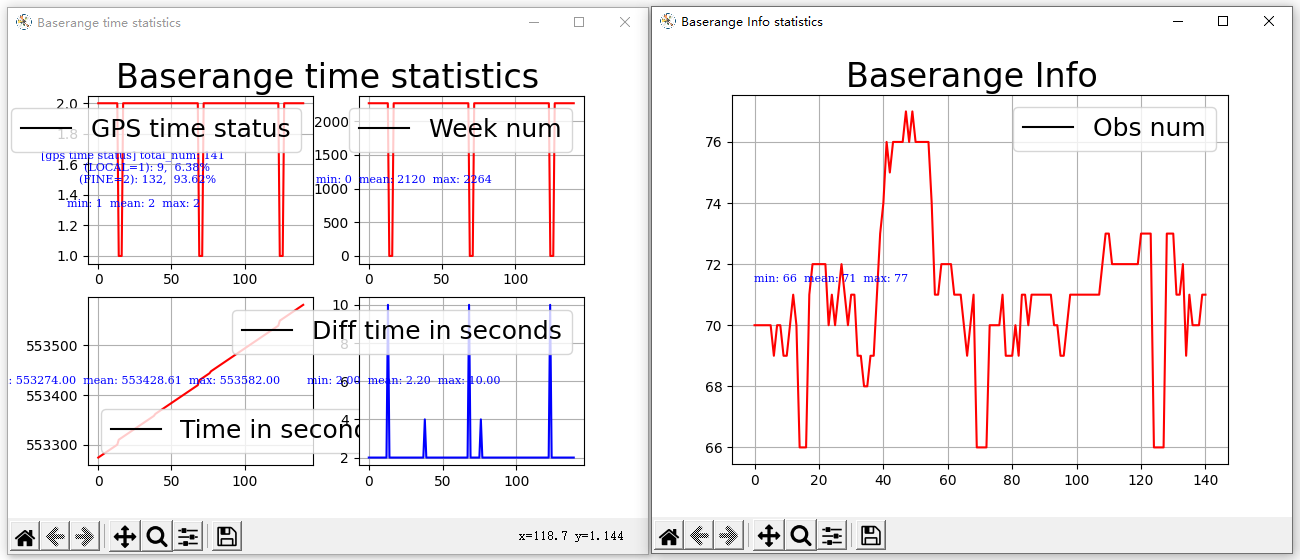 Baserange time statistics
Baserange time statistics
2.0
1.8
1.6
1.4
1.2
1.0
GPS time status
[gps time status] total_num: 141
(LOCAL=1): 9, 6.38%
(FINE=2): 132, 93.62%
min: 1 mean: 2 max: 2
0
50
100
2000
1500
1000
500
0
Week num
min: 0 mean: 2120 max: 2264
0
50
100
553500
553400
553300
: 553274.00 mean: 553428.61 max: 553582.00
Time in secon
0
50
100
10
8
6
4
2
Diff time in seconds
min: 2.00 mean: 2.20 max: 10.00
0
50
100
x=118.7 y=1.144
Baserange Info statistics
Baserange Info
76
74
72
70
68
66
Obs num
min: 66 mean: 71 max: 77
0
20
40
60
80
100
120
140